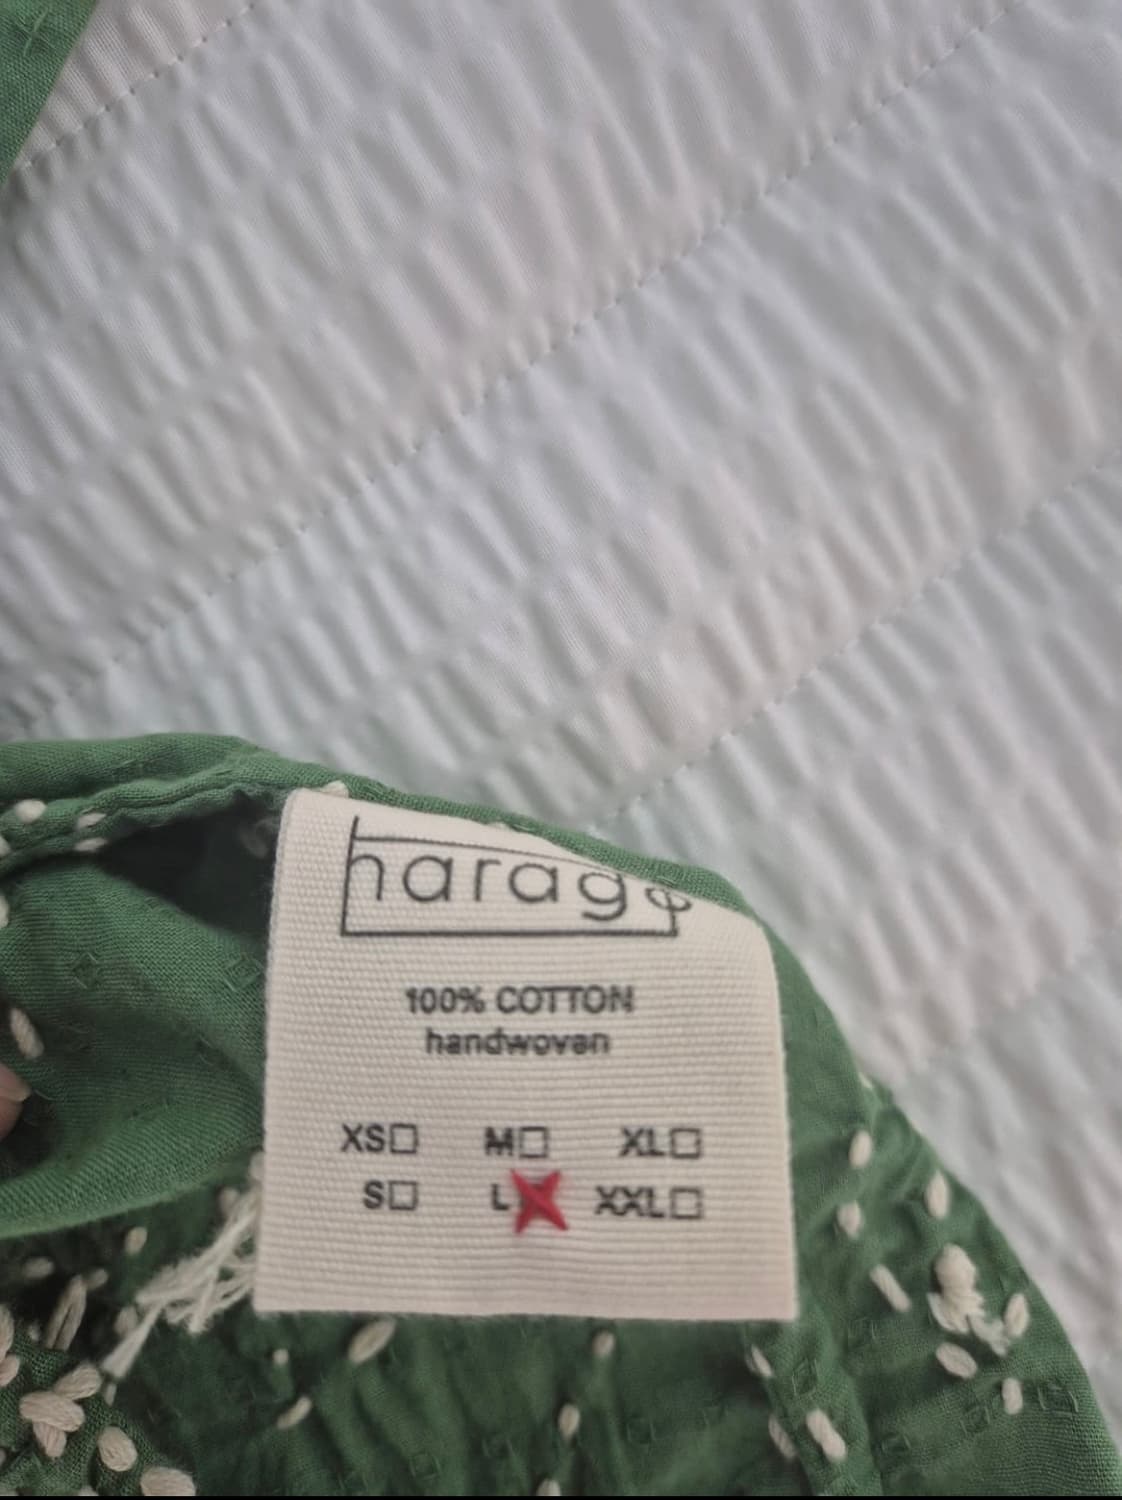 harago
100% COTTON
handwoven
XS☐ M☐ XL☐
S☐ L☒ XXL☐